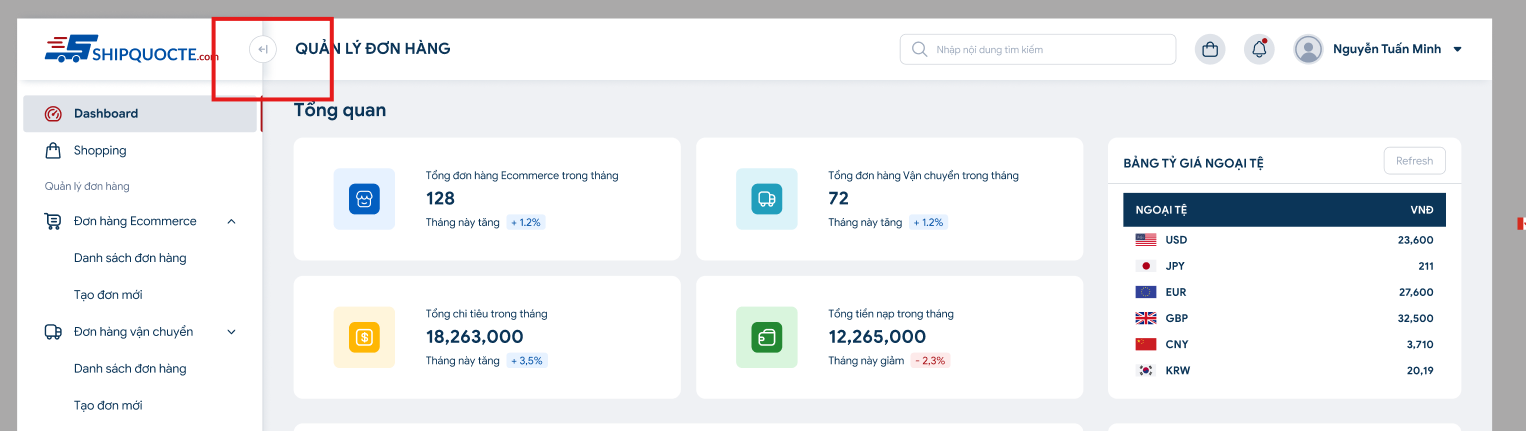 SHIPQUOCTE.com
QUẢN LÝ ĐƠN HÀNG
Nhập nội dung tìm kiếm
Nguyễn Tuấn Minh
Dashboard
Shopping
Quản lý đơn hàng
Đơn hàng Ecommerce
Danh sách đơn hàng
Tạo đơn mới
Đơn hàng vận chuyển
Danh sách đơn hàng
Tạo đơn mới
Tổng quan
Tổng đơn hàng Ecommerce trong tháng
128
Tháng này tăng + 1.2%
Tổng đơn hàng Vận chuyển trong tháng
72
Tháng này tăng + 1.2%
Tổng chi tiêu trong tháng
18,263,000
Tháng này tăng + 3,5%
Tổng tiền nạp trong tháng
12,265,000
Tháng này giảm - 2,3%
BẢNG TỶ GIÁ NGOẠI TỆ
Refresh
NGOẠI TỆ VNĐ
USD 23,600
JPY 211
EUR 27,600
GBP 32,500
CNY 3,710
KRW 20,19